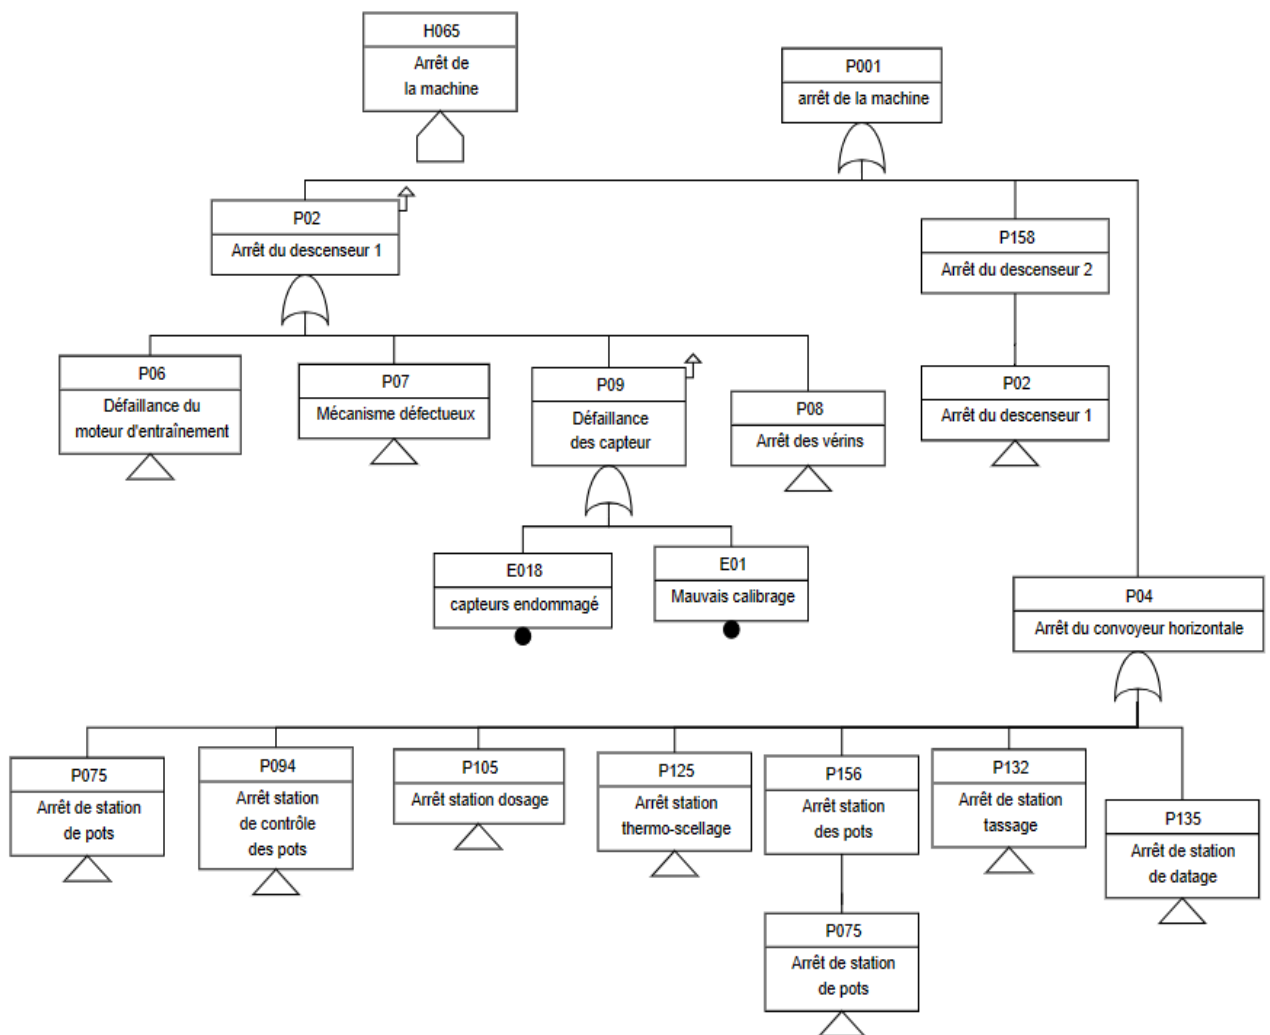 H065
Arrêt de
la machine
P001
arrêt de la machine
P02
Arrêt du descenseur 1
P158
Arrêt du descenseur 2
P06
Défaillance du
moteur d'entraînement
P07
Mécanisme défectueux
P09
Défaillance
des capteur
P08
Arrêt des vérins
P02
Arrêt du descenseur 1
E018
capteurs endommagé
E01
Mauvais calibrage
P04
Arrêt du convoyeur horizontale
P075
Arrêt de station
de pots
P094
Arrêt station
de contrôle
des pots
P105
Arrêt station dosage
P125
Arrêt station
thermo-scellage
P156
Arrêt station
des pots
P132
Arrêt de station
tassage
P135
Arrêt de station
de datage
P075
Arrêt de station
de pots